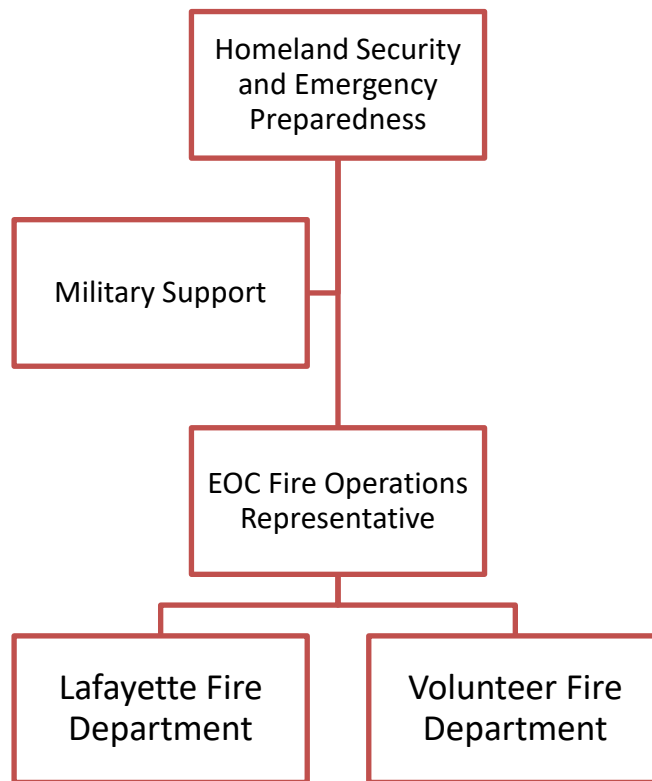 Homeland Security
and Emergency
Preparedness
Military Support
EOC Fire Operations
Representative
Lafayette Fire
Department
Volunteer Fire
Department